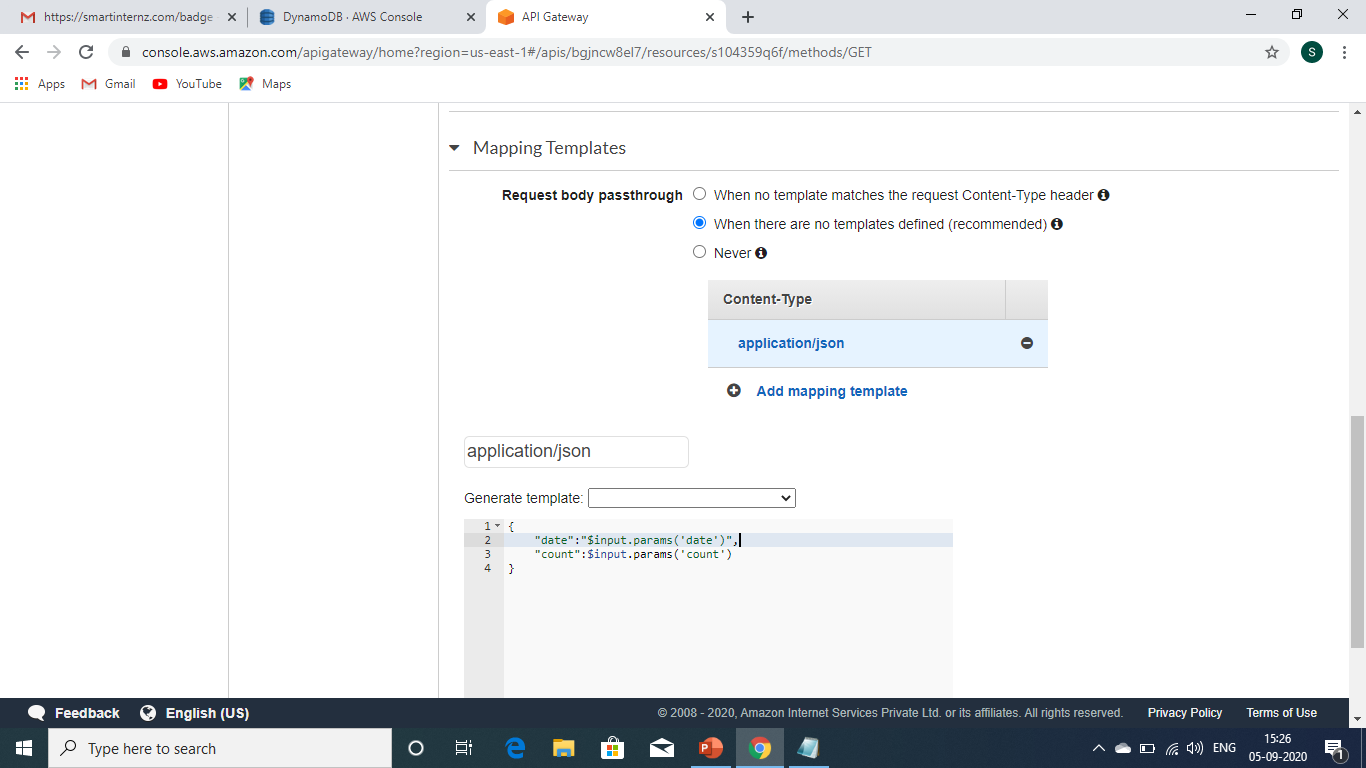 https://smartinternz.com/badge
DynamoDB · AWS Console
API Gateway
console.aws.amazon.com/apigateway/home?region=us-east-1#/apis/bgjncw8el7/resources/s104359q6f/methods/GET
S
Apps Gmail YouTube Maps
Mapping Templates
Request body passthrough When no template matches the request Content-Type header
When there are no templates defined (recommended)
Never
Content-Type
application/json
Add mapping template
application/json
Generate template:
1 {
2 "date":"$input.params('date')",
3 "count":$input.params('count')
4 }
Feedback English (US) © 2008 - 2020, Amazon Internet Services Private Ltd. or its affiliates. All rights reserved. Privacy Policy Terms of Use
Type here to search
ENG
15:26
05-09-2020
1